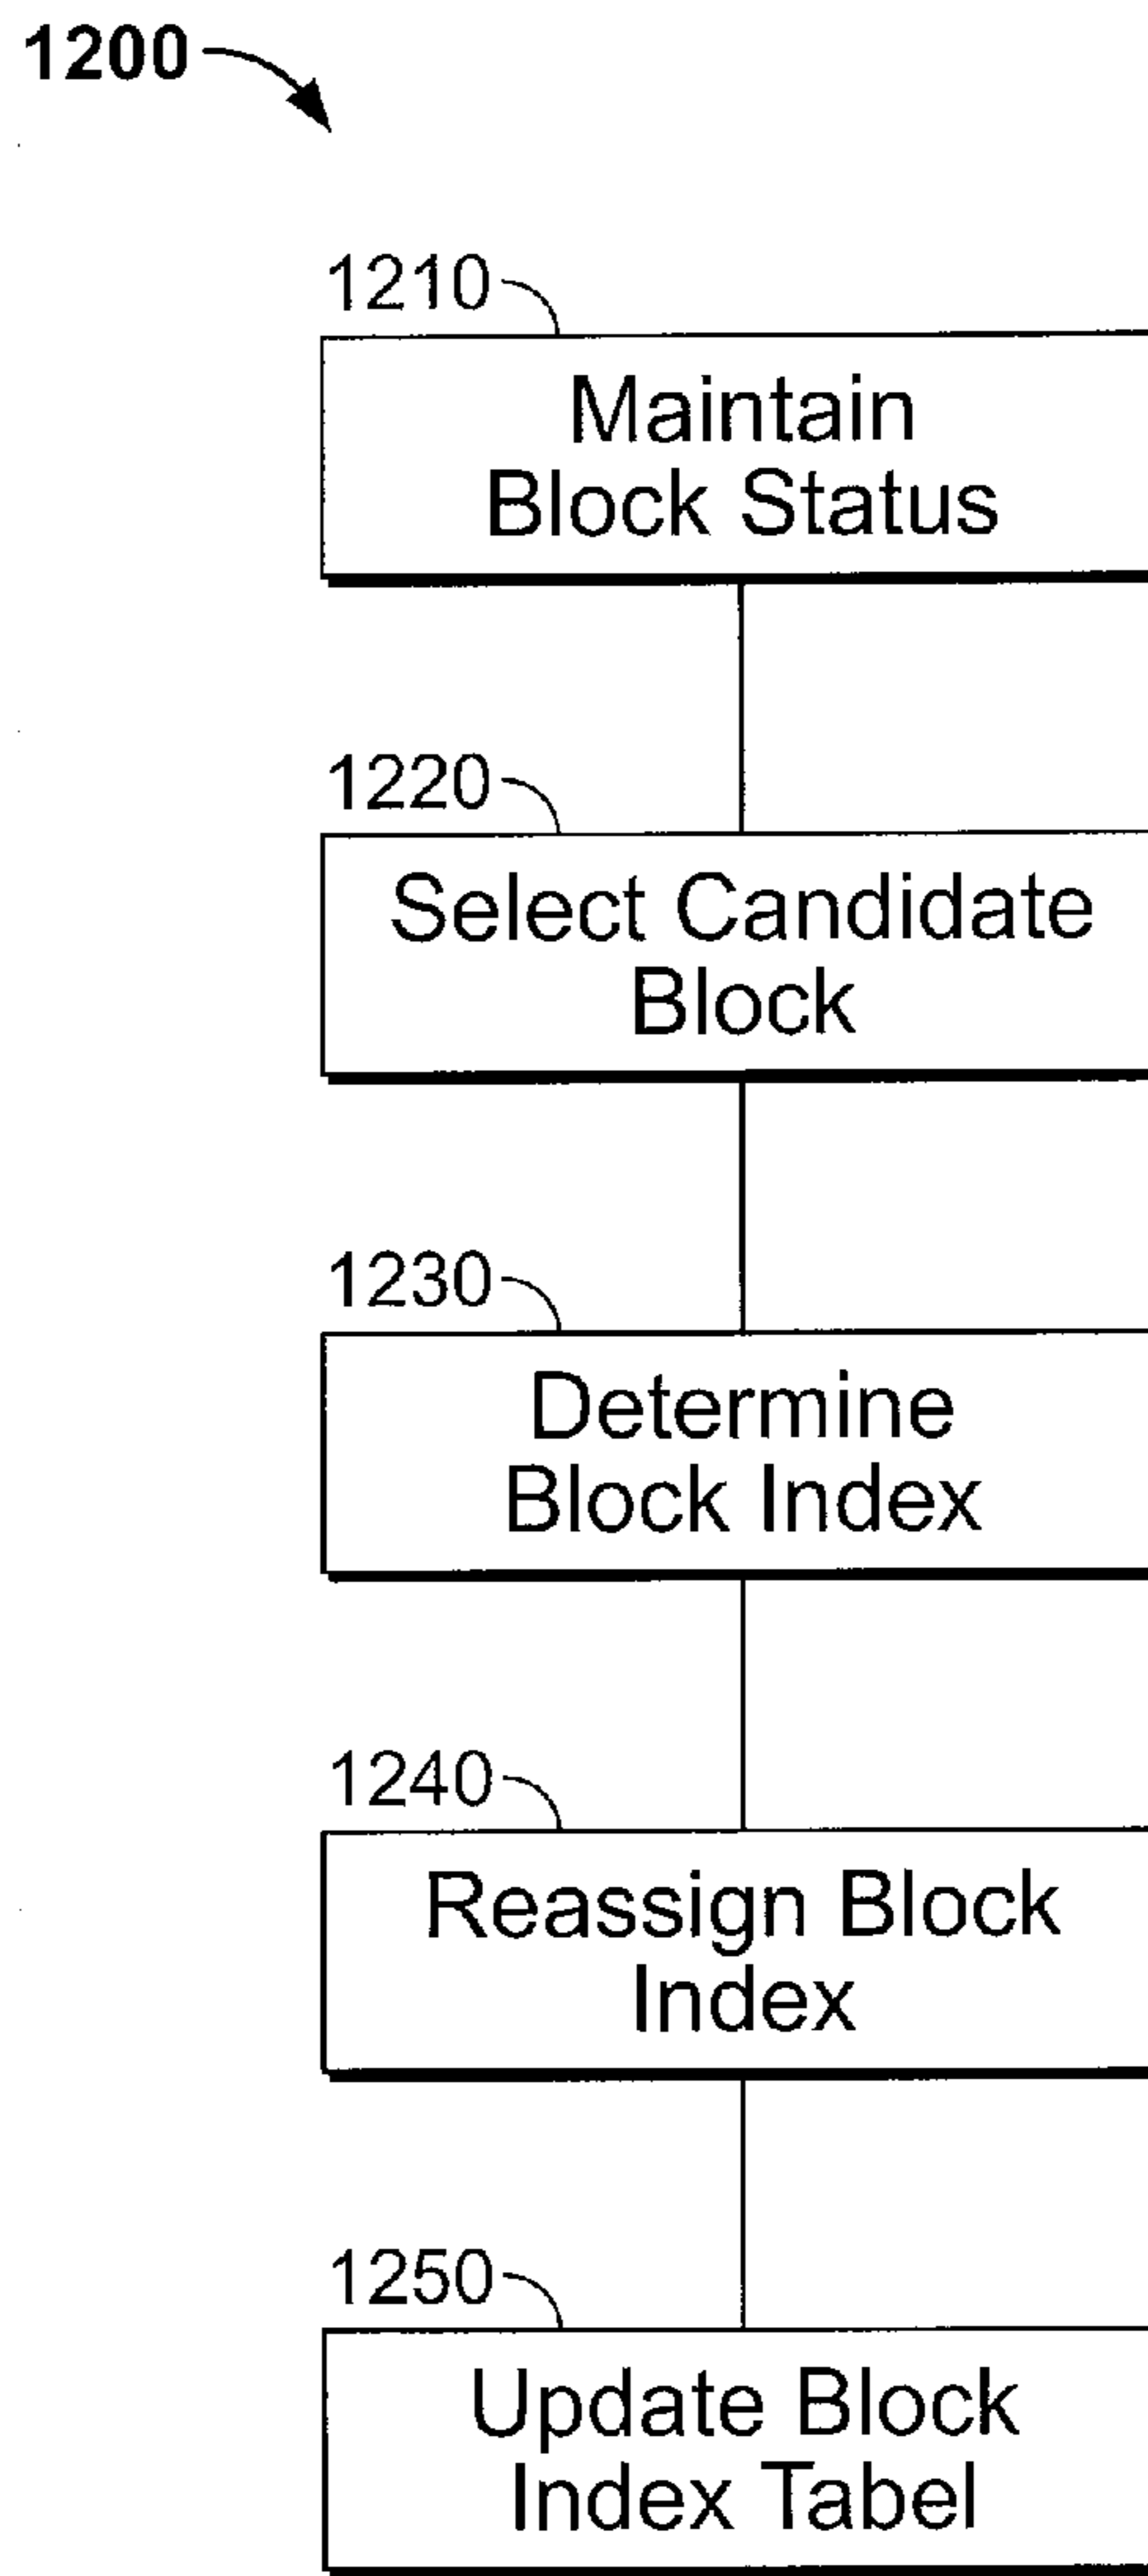 1200
1210
Maintain
Block Status
1220
Select Candidate
Block
1230
Determine
Block Index
1240
Reassign Block
Index
1250
Update Block
Index Tabel